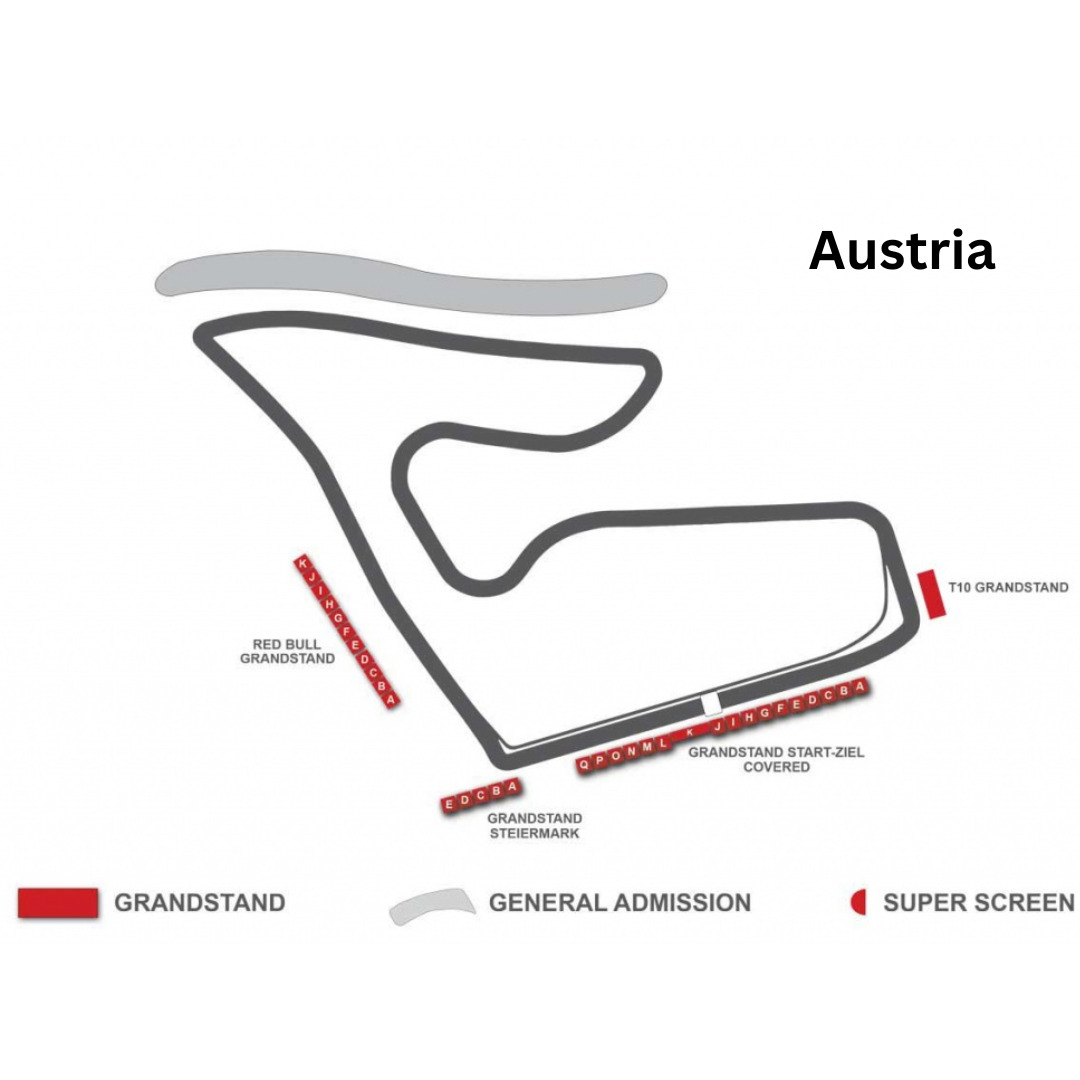 Austria
K
J
I
H
G
F
E
D
C
B
A
RED BULL
GRANDSTAND
T10 GRANDSTAND
Q P O N M L K J I H G F E D C B A
GRANDSTAND START-ZIEL
COVERED
E D C B A
GRANDSTAND
STEIERMARK
GRANDSTAND
GENERAL ADMISSION
SUPER SCREEN